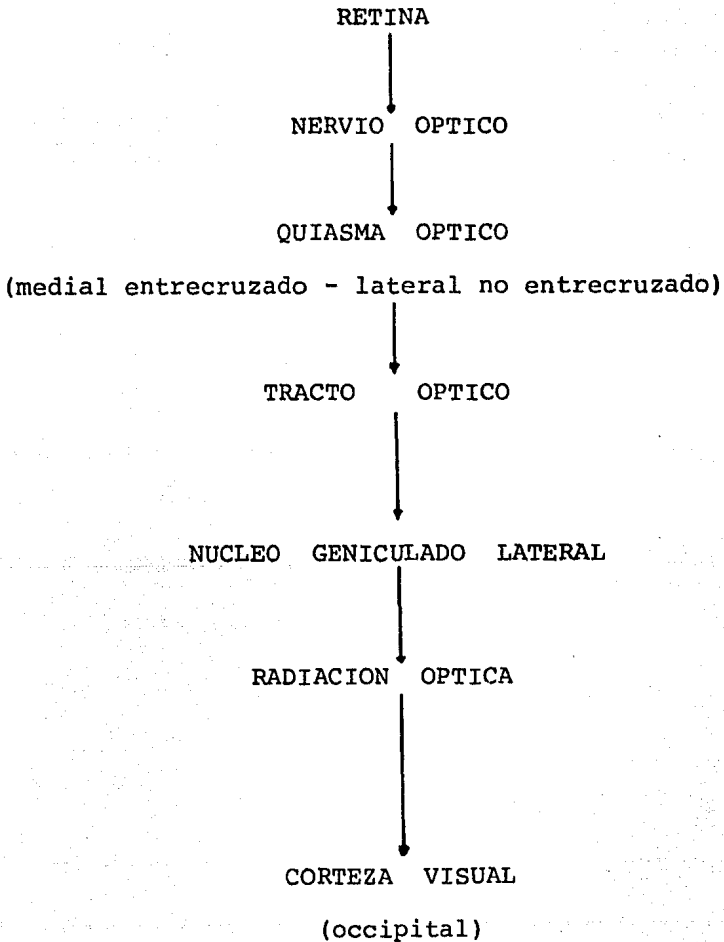 RETINA
NERVIO OPTICO
QUIASMA OPTICO
(medial entrecruzado - lateral no entrecruzado)
TRACTO OPTICO
NUCLEO GENICULADO LATERAL
RADIACION OPTICA
CORTEZA VISUAL
(occipital)